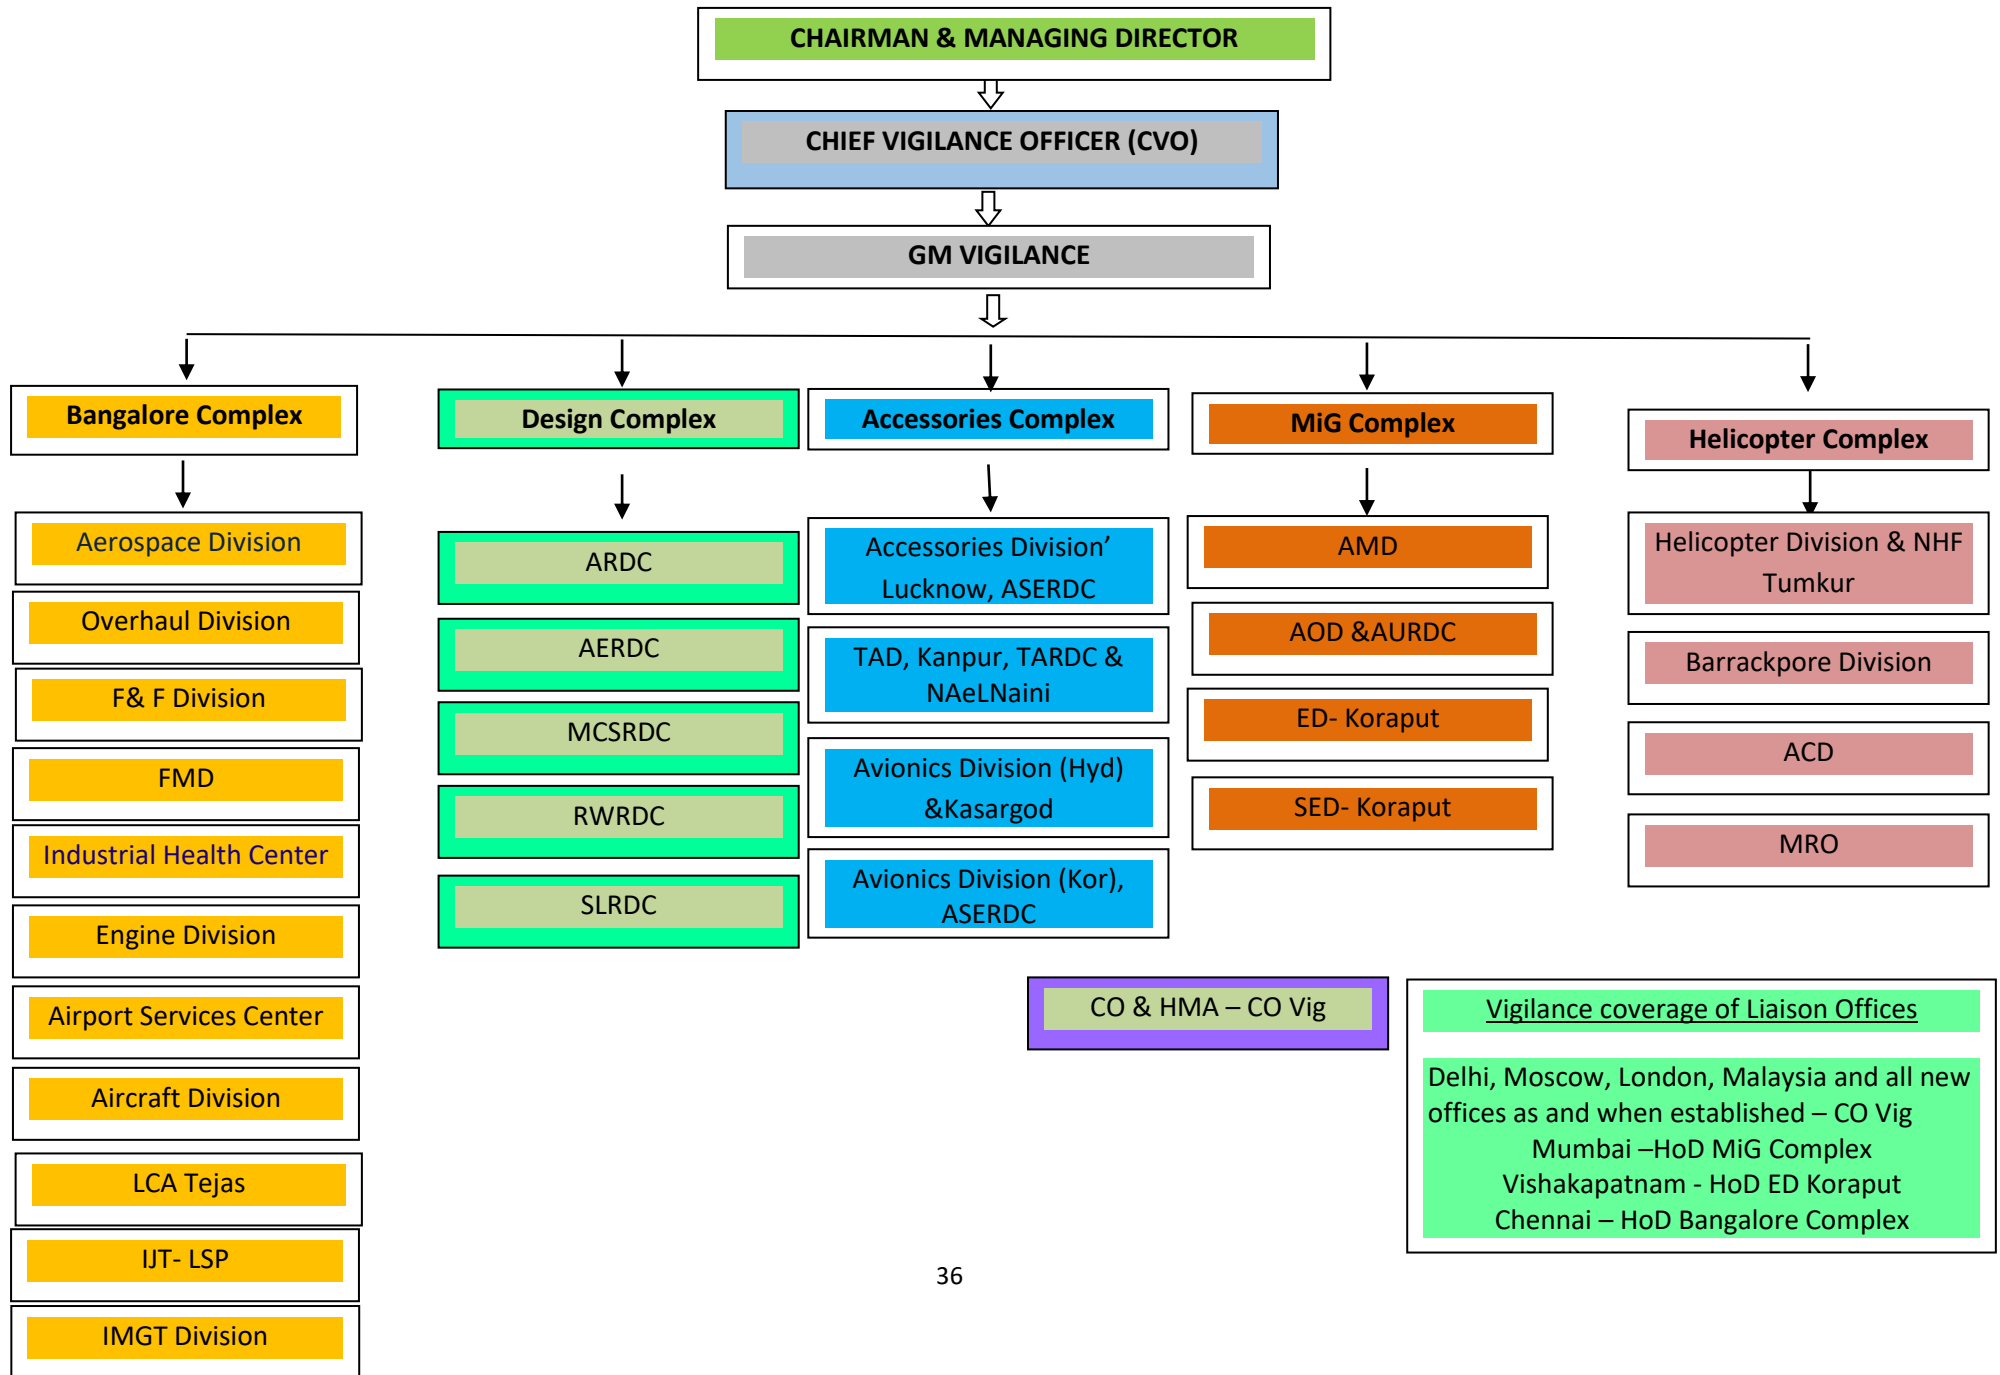 CHAIRMAN & MANAGING DIRECTOR
CHIEF VIGILANCE OFFICER (CVO)
GM VIGILANCE
Bangalore Complex
Aerospace Division
Overhaul Division
F& F Division
FMD
Industrial Health Center
Engine Division
Airport Services Center
Aircraft Division
LCA Tejas
IJT- LSP
IMGT Division
Design Complex
ARDC
AERDC
MCSRDC
RWRDC
SLRDC
Accessories Complex
Accessories Division’
Lucknow, ASERDC
TAD, Kanpur, TARDC &
NAeLNaini
Avionics Division (Hyd)
&Kasargod
Avionics Division (Kor),
ASERDC
MiG Complex
AMD
AOD &AURDC
ED- Koraput
SED- Koraput
Helicopter Complex
Helicopter Division & NHF
Tumkur
Barrackpore Division
ACD
MRO
CO & HMA – CO Vig
Vigilance coverage of Liaison Offices
Delhi, Moscow, London, Malaysia and all new
offices as and when established – CO Vig
Mumbai –HoD MiG Complex
Vishakapatnam - HoD ED Koraput
Chennai – HoD Bangalore Complex
36